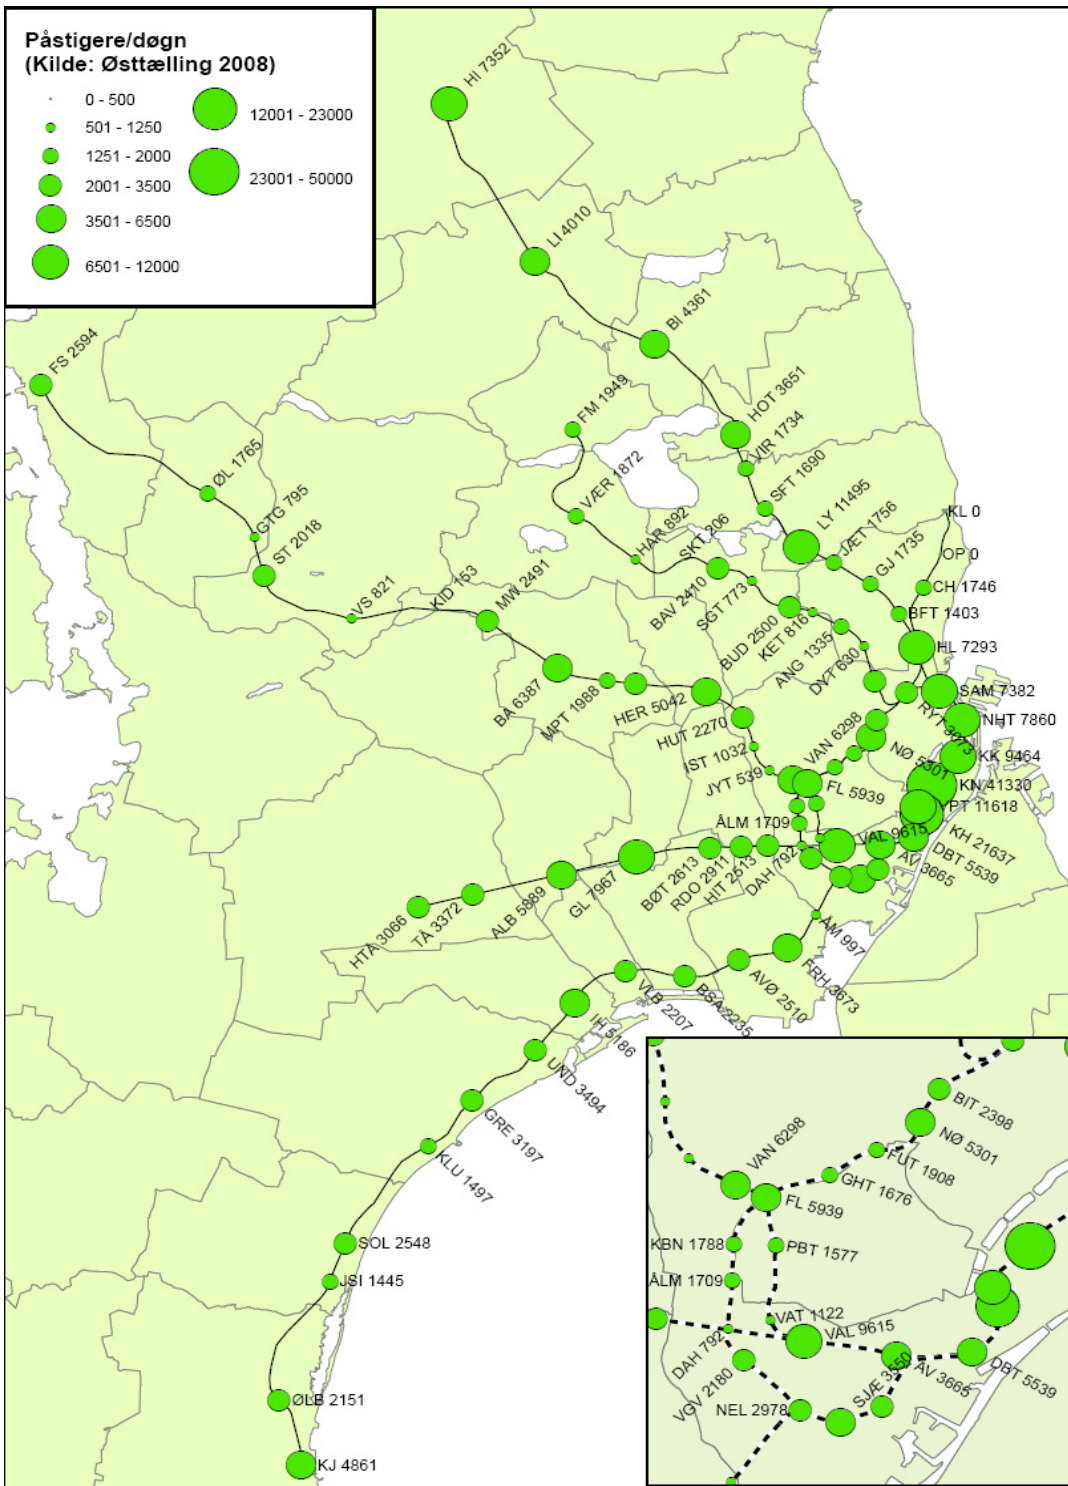 Påstigere/døgn
(Kilde: Østtælling 2008)
0 - 500
501 - 1250
1251 - 2000
2001 - 3500
3501 - 6500
6501 - 12000
12001 - 23000
23001 - 50000
HI 7352
LI 4010
BI 4361
FS 2594
HOT 3651
FM 1949
VIR 1734
ØL 1765
SFT 1690
VÆR 1872
GTG 795
LY 11495
KL 0
HAR 892
SKT 206
JÆT 1756
OP 0
ST 2018
GJ 1735
CH 1746
BAV 2410
SGT 773
BFT 1403
VS 821
KID 153
MW 2491
BUD 2500
KET 816
ANG 1335
DYT 630
HL 7293
BA 6387
MPT 1988
HER 5042
SAM 7382
RYT 3673
NHT 7860
HUT 2270
IST 1032
JYT 539
VAN 6298
NØ 5301
KK 9464
FL 5939
KN 41330
VPT 11618
ÅLM 1709
VAL 9615
KH 21637
DBT 5539
AV 3665
DAH 792
HIT 2513
RDO 2911
BØT 2613
GL 7967
ALB 5889
TÅ 3372
HTÅ 3066
ÅM 997
FRH 3673
AVØ 2510
BSA 2235
VLB 2207
IH 5186
UND 3494
GRE 3197
KLU 1497
SOL 2548
JSI 1445
ØLB 2151
KJ 4861
BIT 2398
NØ 5301
FUT 1908
VAN 6298
GHT 1676
FL 5939
KBN 1788
PBT 1577
ÅLM 1709
VAT 1122
VAL 9615
DAH 792
AV 3665
DBT 5539
VGV 2180
SJÆ 3550
NEL 2978